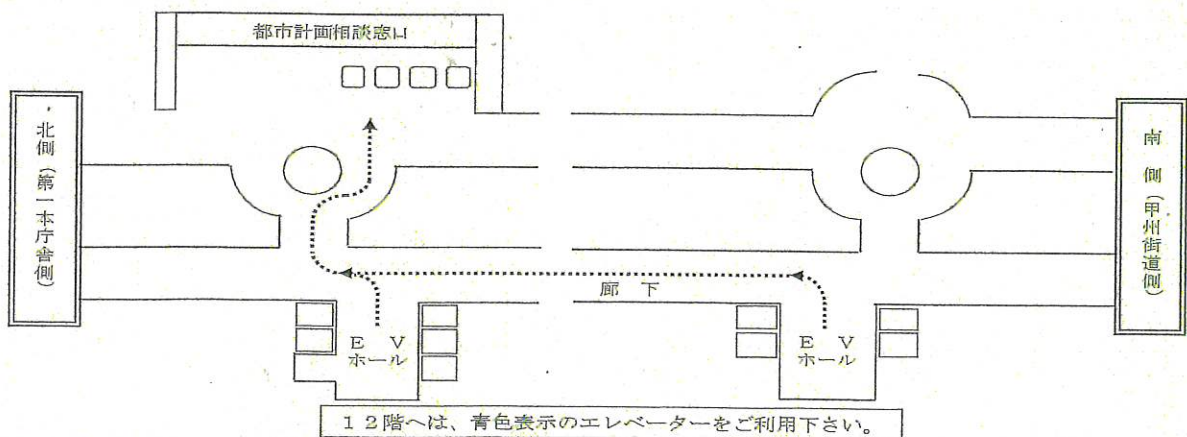 都市計画相談窓口
北側(第一本庁舎側)
南側(甲州街道側)
廊下
EV
ホール
EV
ホール
12階へは、青色表示のエレベーターをご利用下さい。